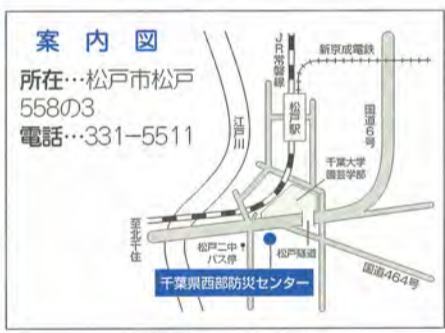 案内図
所在…松戸市松戸
558の3
電話…331−5511
JR常磐線
新京成電鉄
松戸駅
江戸川
国道6号
千葉大学
園芸学部
至北千住
松戸二中
バス停
松戸隧道
国道464号
千葉県西部防災センター